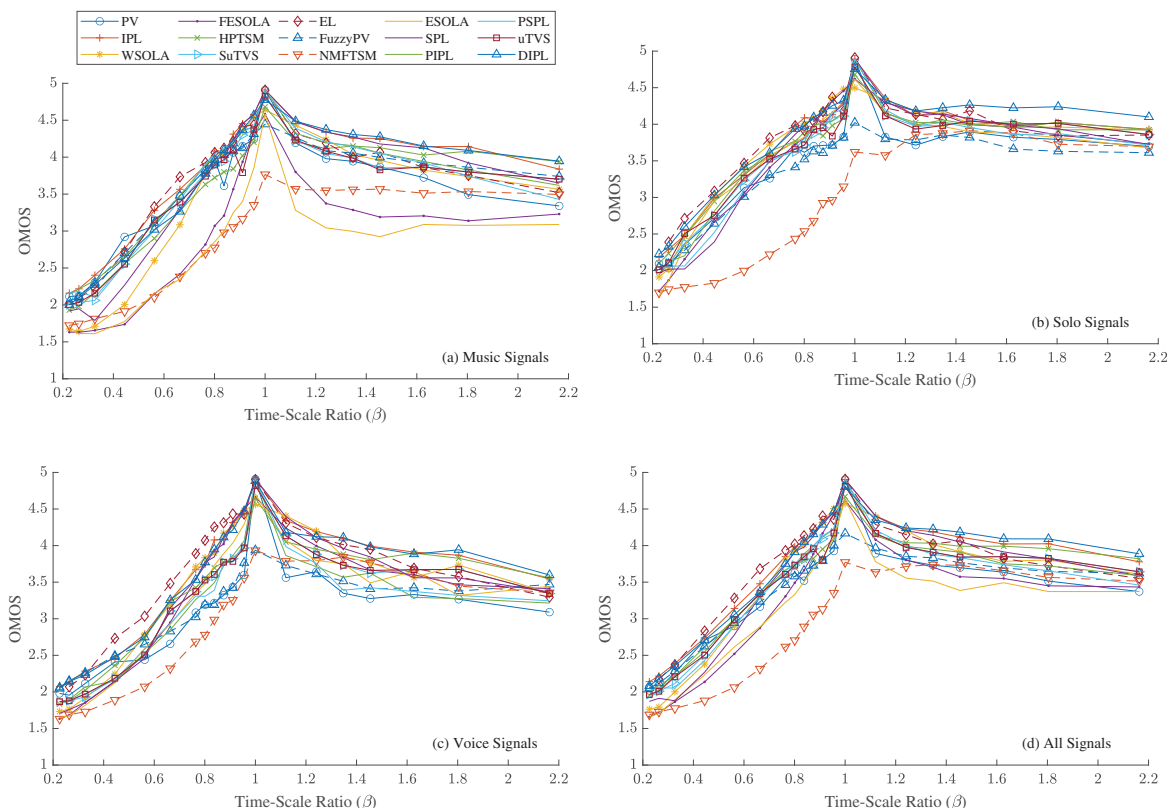 PV FESOLA EL ESOLA PSPL
IPL HPTSM FuzzyPV SPL uTVS
WSOLA SuTVS NMFTSM PIPL DIPL
5
4.5
4
3.5
3
2.5
2
1.5
1
OMOS
(a) Music Signals
0.2 0.4 0.6 0.8 1 1.2 1.4 1.6 1.8 2 2.2
Time-Scale Ratio (β)
5
4.5
4
3.5
3
2.5
2
1.5
1
OMOS
(b) Solo Signals
0.2 0.4 0.6 0.8 1 1.2 1.4 1.6 1.8 2 2.2
Time-Scale Ratio (β)
5
4.5
4
3.5
3
2.5
2
1.5
1
OMOS
(c) Voice Signals
0.2 0.4 0.6 0.8 1 1.2 1.4 1.6 1.8 2 2.2
Time-Scale Ratio (β)
5
4.5
4
3.5
3
2.5
2
1.5
1
OMOS
(d) All Signals
0.2 0.4 0.6 0.8 1 1.2 1.4 1.6 1.8 2 2.2
Time-Scale Ratio (β)